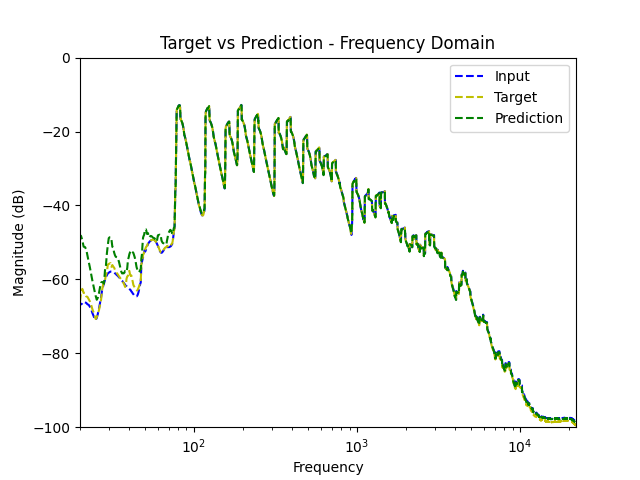 Target vs Prediction - Frequency Domain
Input
Target
Prediction
Magnitude (dB)
0
−20
−40
−60
−80
−100
10²
10³
10⁴
Frequency